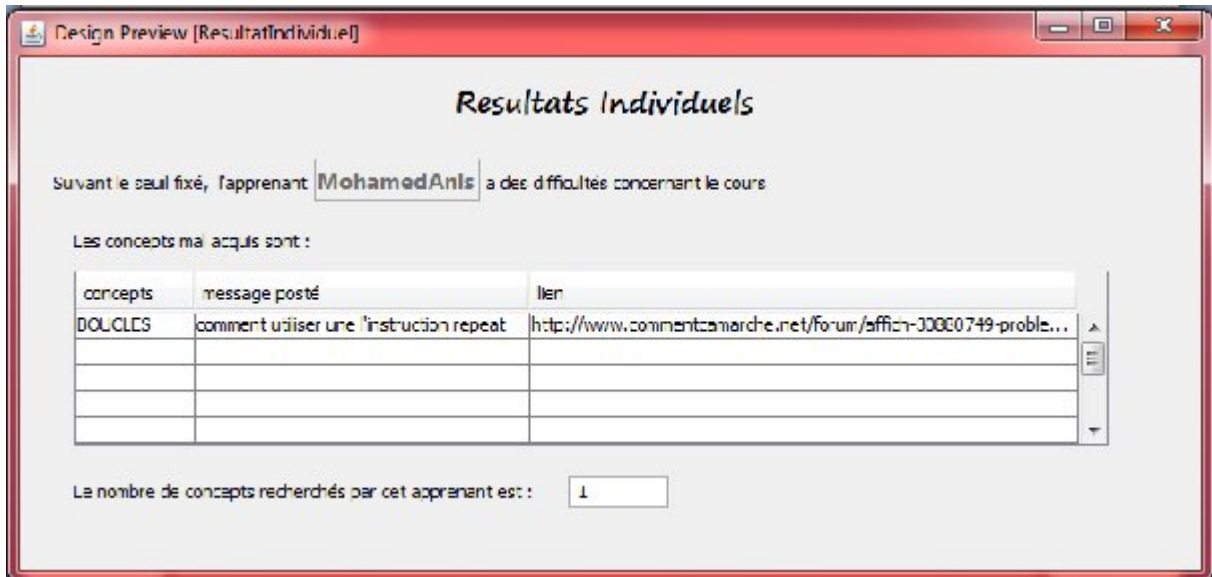 Design Preview [ResultatIndividuel]
Resultats Individuels
Suivant le seuil fixé, l'apprenant MohamedAnis a des difficultés concernant le cours
Les concepts mal acquis sont :
concepts message posté lien
BOUCLES comment utiliser une l'instruction repeat http://www.commentcamarche.net/forum/affich-30880749-proble...
Le nombre de concepts recherchés par cet apprenant est : 1